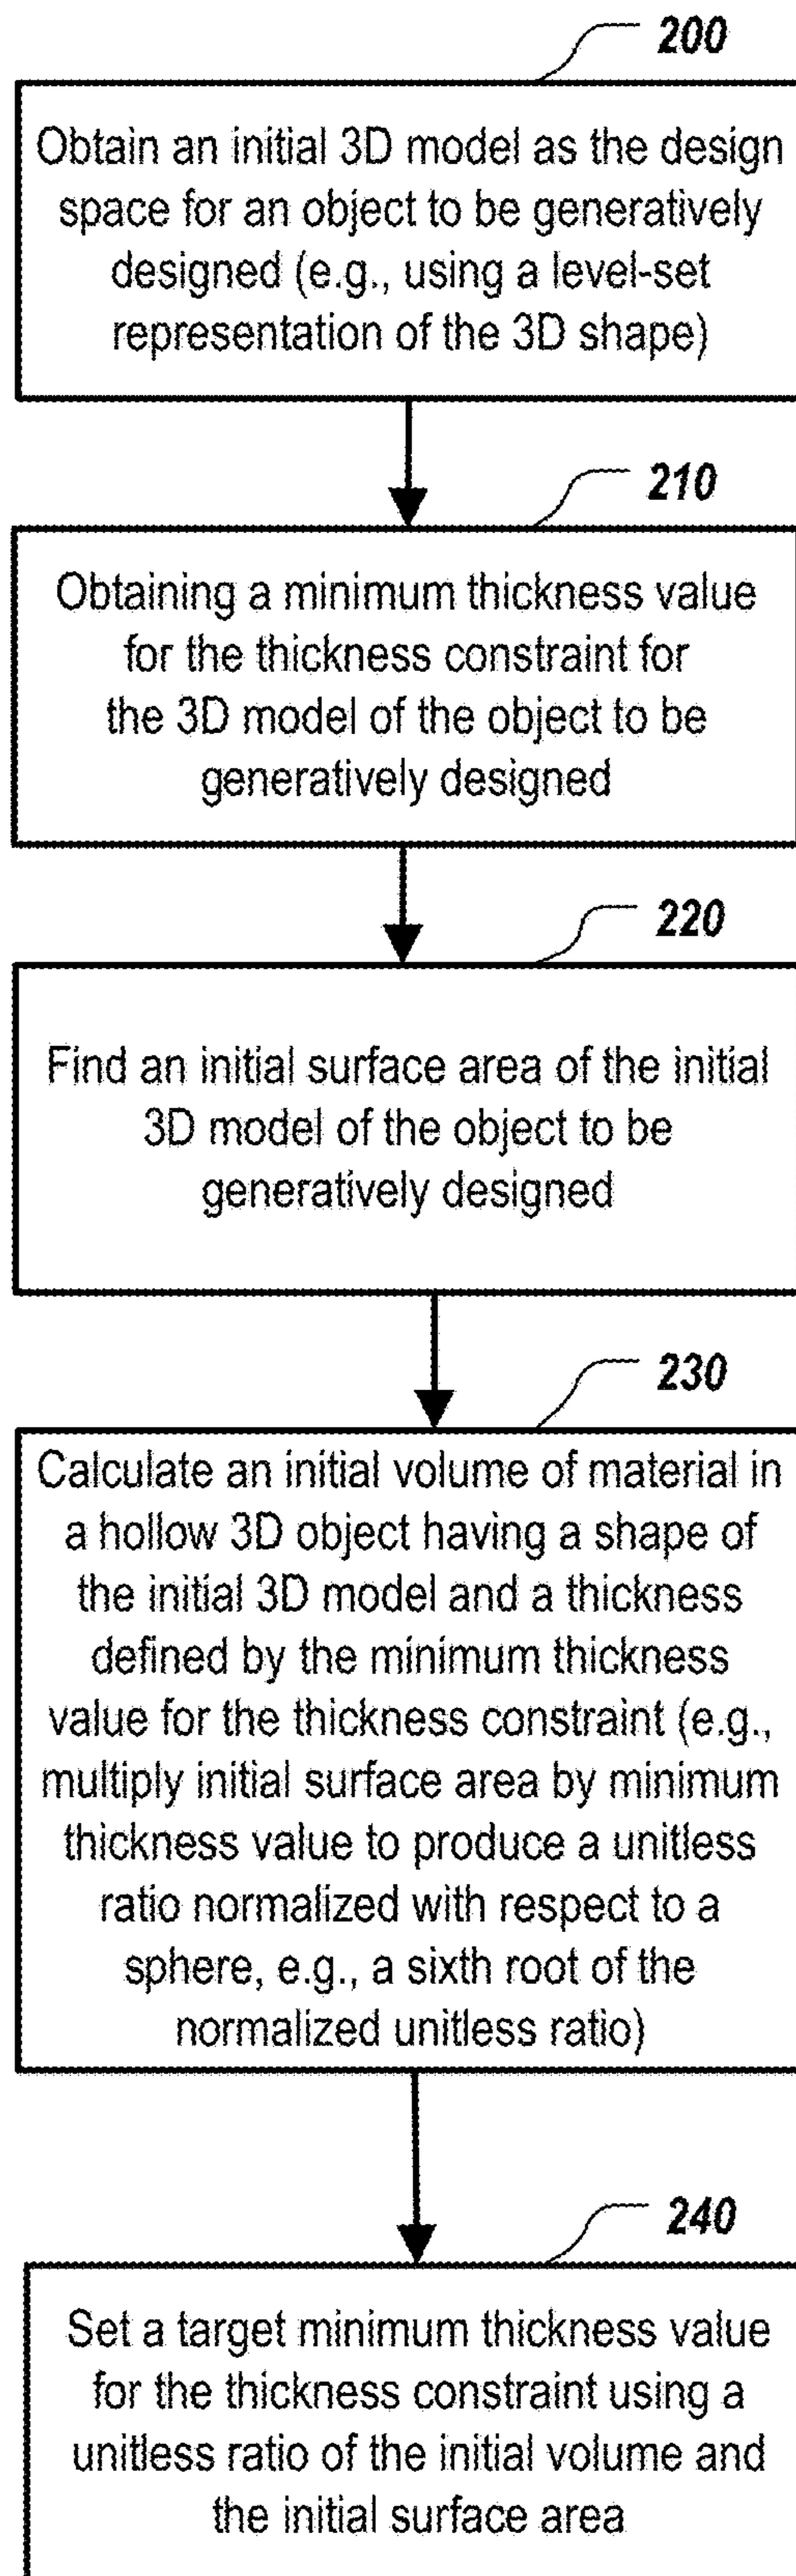 200
Obtain an initial 3D model as the design
space for an object to be generatively
designed (e.g., using a level-set
representation of the 3D shape)
210
Obtaining a minimum thickness value
for the thickness constraint for
the 3D model of the object to be
generatively designed
220
Find an initial surface area of the initial
3D model of the object to be
generatively designed
230
Calculate an initial volume of material in
a hollow 3D object having a shape of
the initial 3D model and a thickness
defined by the minimum thickness
value for the thickness constraint (e.g.,
multiply initial surface area by minimum
thickness value to produce a unitless
ratio normalized with respect to a
sphere, e.g., a sixth root of the
normalized unitless ratio)
240
Set a target minimum thickness value
for the thickness constraint using a
unitless ratio of the initial volume and
the initial surface area